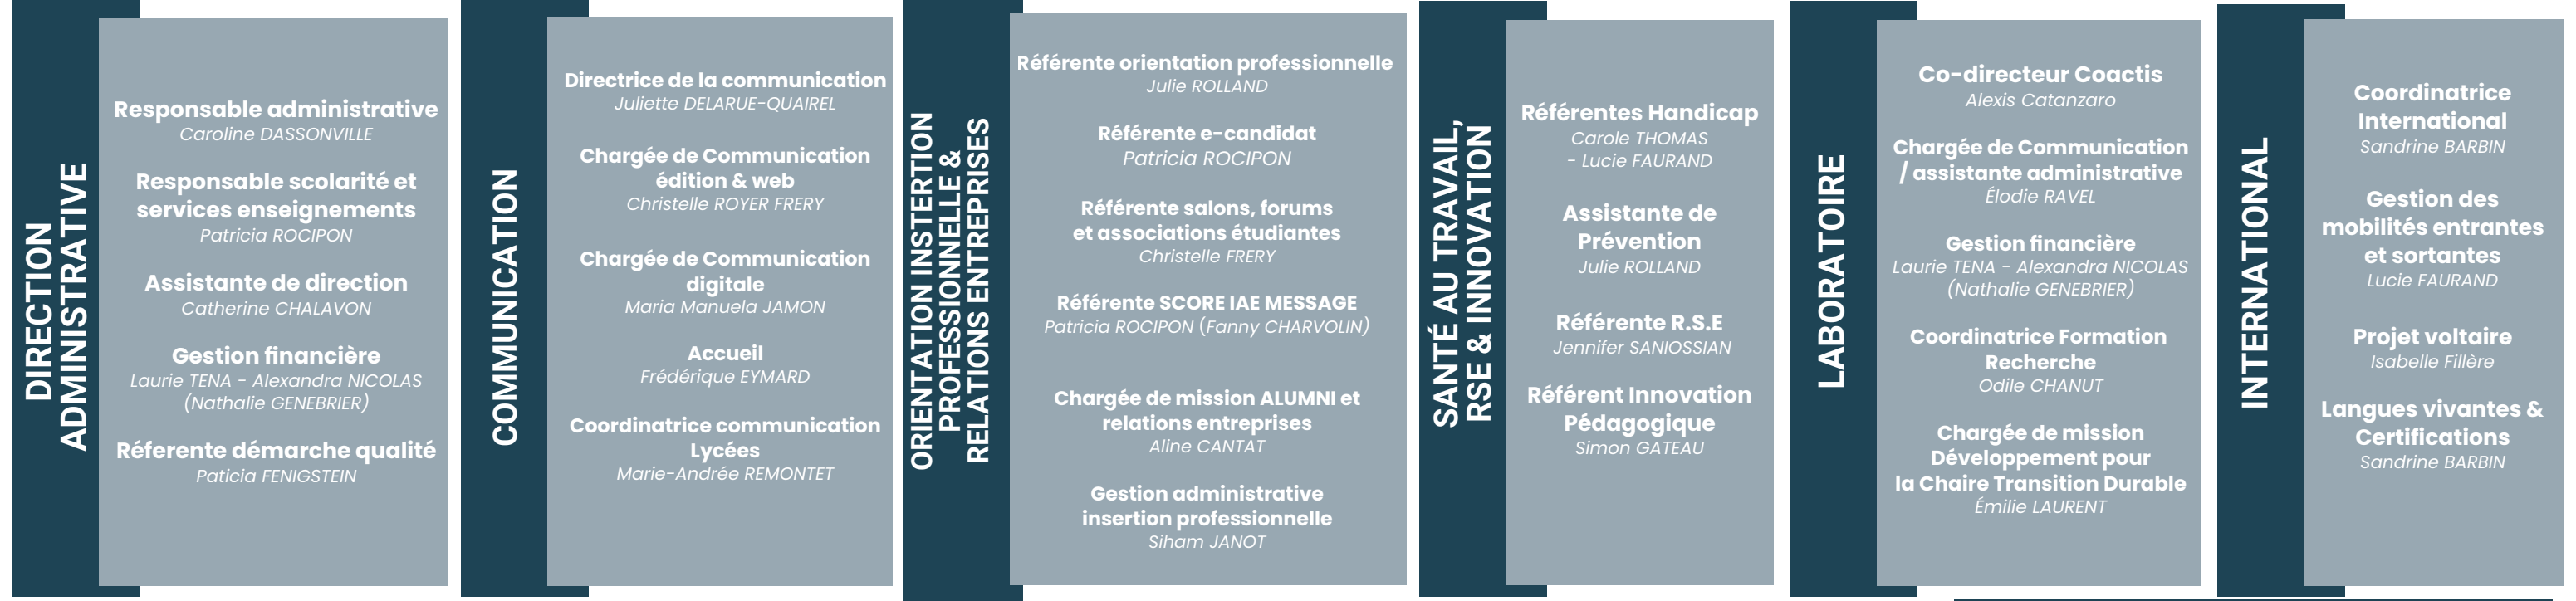 DIRECTION
ADMINISTRATIVE
Responsable administrative
Caroline DASSONVILLE
Responsable scolarité et
services enseignements
Patricia ROCIPON
Assistante de direction
Catherine CHALAVON
Gestion financière
Laurie TENA - Alexandra NICOLAS
(Nathalie GENEBRIER)
Réferente démarche qualité
Paticia FENIGSTEIN
COMMUNICATION
Directrice de la communication
Juliette DELARUE-QUAIREL
Chargée de Communication
édition & web
Christelle ROYER FRERY
Chargée de Communication
digitale
Maria Manuela JAMON
Accueil
Frédérique EYMARD
Coordinatrice communication
Lycées
Marie-Andrée REMONTET
ORIENTATION INSTERTION
PROFESSIONNELLE &
RELATIONS ENTREPRISES
Référente orientation professionnelle
Julie ROLLAND
Référente e-candidat
Patricia ROCIPON
Référente salons, forums
et associations étudiantes
Christelle FRERY
Référente SCORE IAE MESSAGE
Patricia ROCIPON (Fanny CHARVOLIN)
Chargée de mission ALUMNI et
relations entreprises
Aline CANTAT
Gestion administrative
insertion professionnelle
Siham JANOT
SANTÉ AU TRAVAIL,
RSE & INNOVATION
Référentes Handicap
Carole THOMAS
- Lucie FAURAND
Assistante de
Prévention
Julie ROLLAND
Référente R.S.E
Jennifer SANIOSSIAN
Référent Innovation
Pédagogique
Simon GATEAU
LABORATOIRE
Co-directeur Coactis
Alexis Catanzaro
Chargée de Communication
/ assistante administrative
Élodie RAVEL
Gestion financière
Laurie TENA - Alexandra NICOLAS
(Nathalie GENEBRIER)
Coordinatrice Formation
Recherche
Odile CHANUT
Chargée de mission
Développement pour
la Chaire Transition Durable
Émilie LAURENT
INTERNATIONAL
Coordinatrice
International
Sandrine BARBIN
Gestion des
mobilités entrantes
et sortantes
Lucie FAURAND
Projet voltaire
Isabelle Fillère
Langues vivantes &
Certifications
Sandrine BARBIN